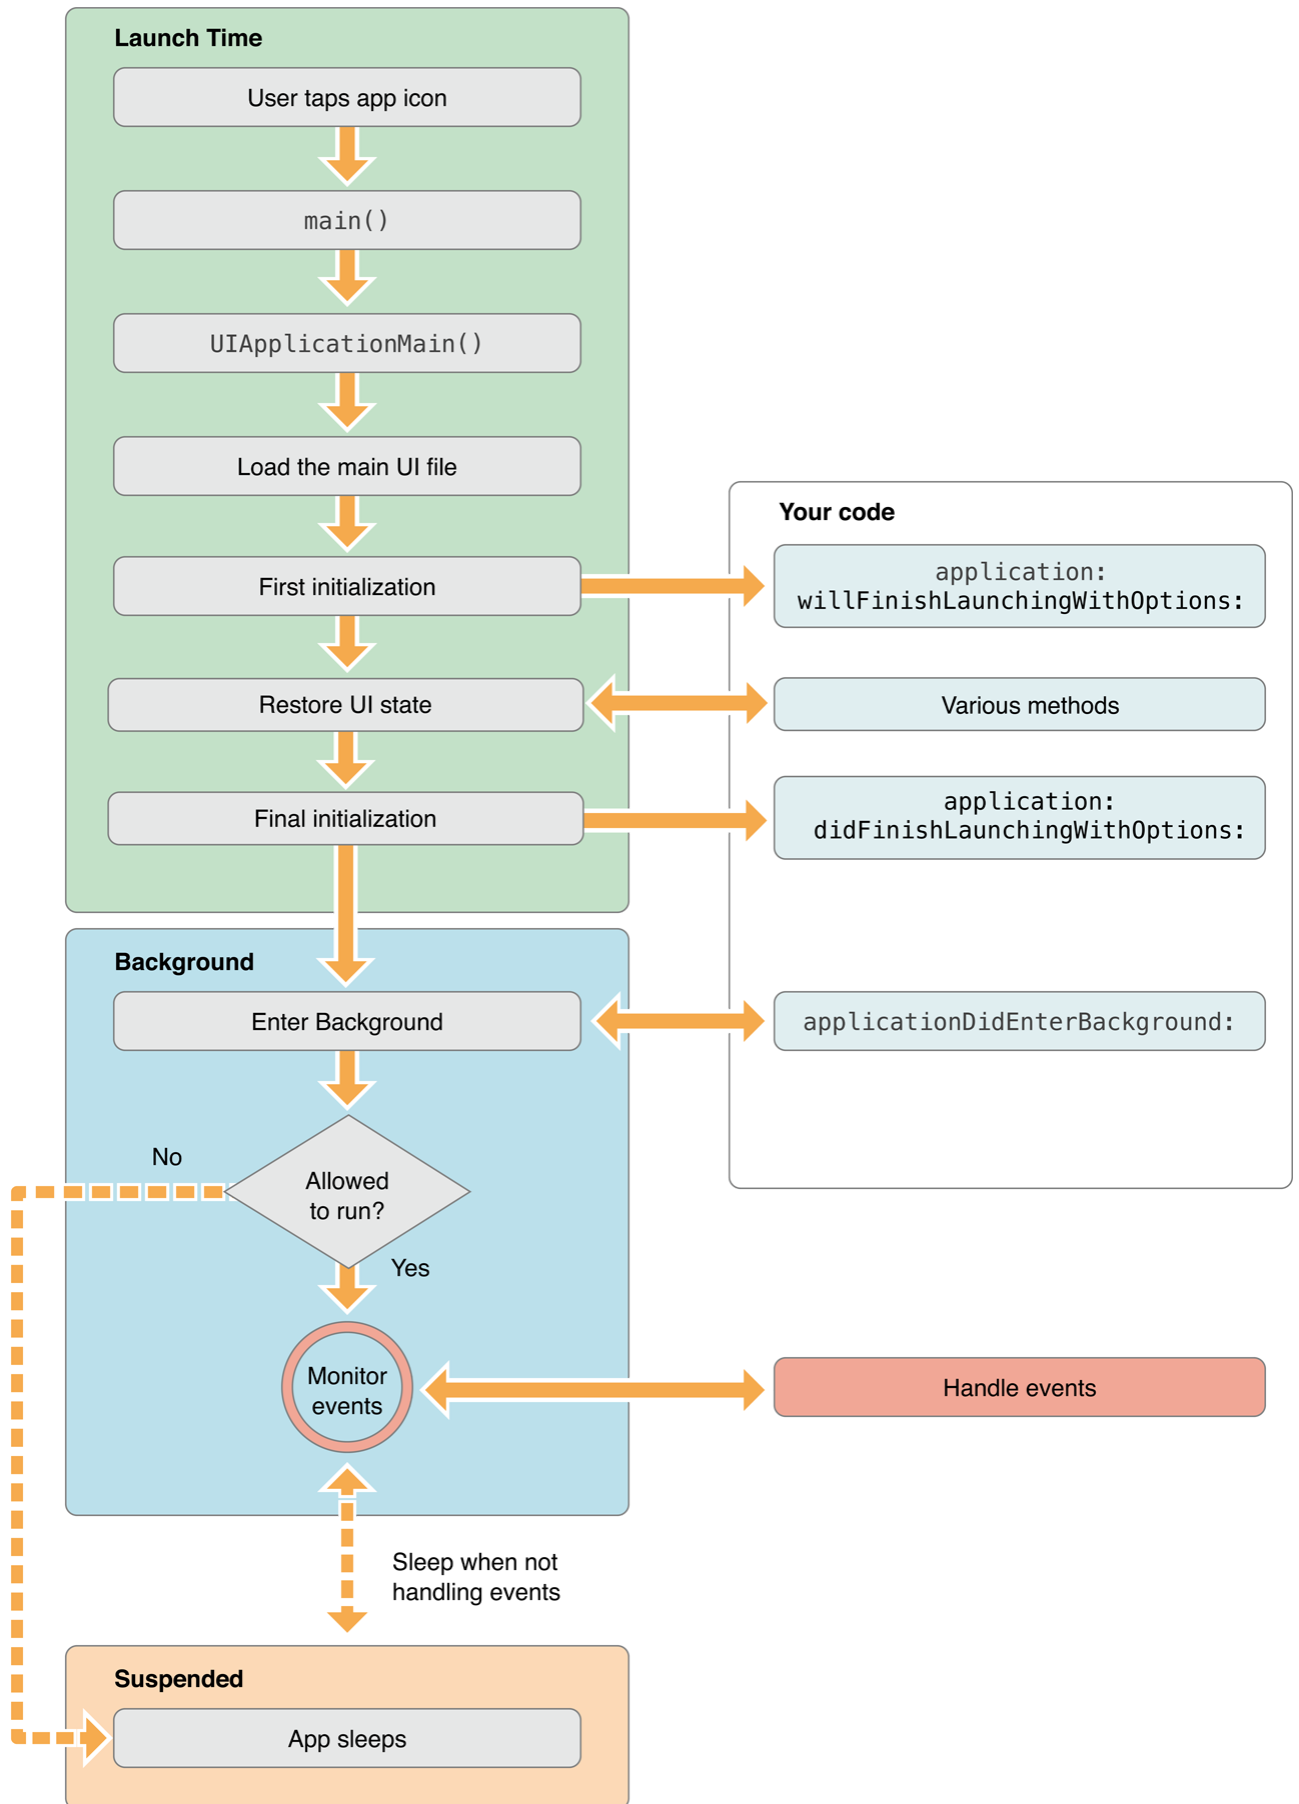 Launch Time
User taps app icon
main()
UIApplicationMain()
Load the main UI file
Your code
First initialization
application:
willFinishLaunchingWithOptions:
Restore UI state
Various methods
Final initialization
application:
didFinishLaunchingWithOptions:
Background
Enter Background
applicationDidEnterBackground:
No
Allowed
to run?
Yes
Monitor
events
Handle events
Sleep when not
handling events
Suspended
App sleeps